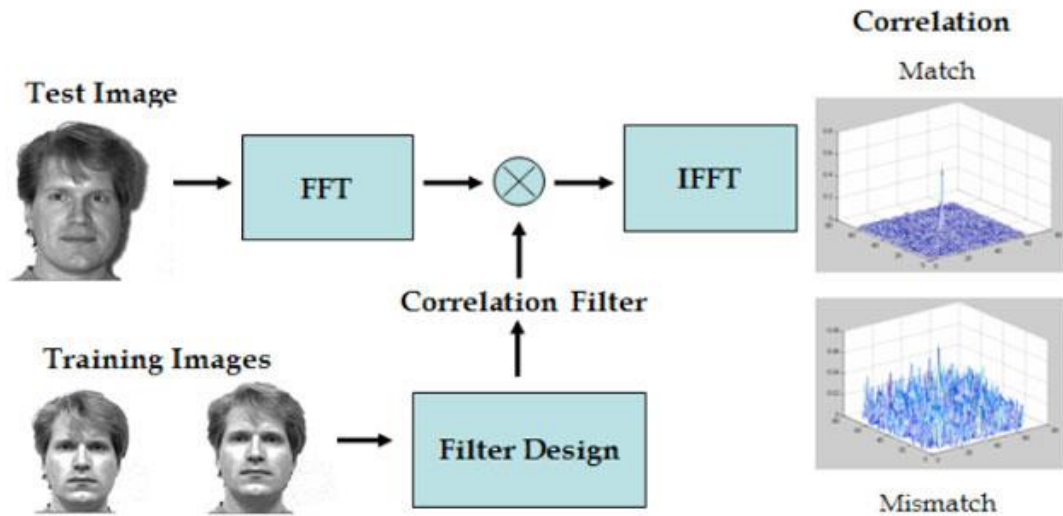 Correlation
Match
Test Image
FFT
IFFT
Correlation Filter
Training Images
Filter Design
Mismatch